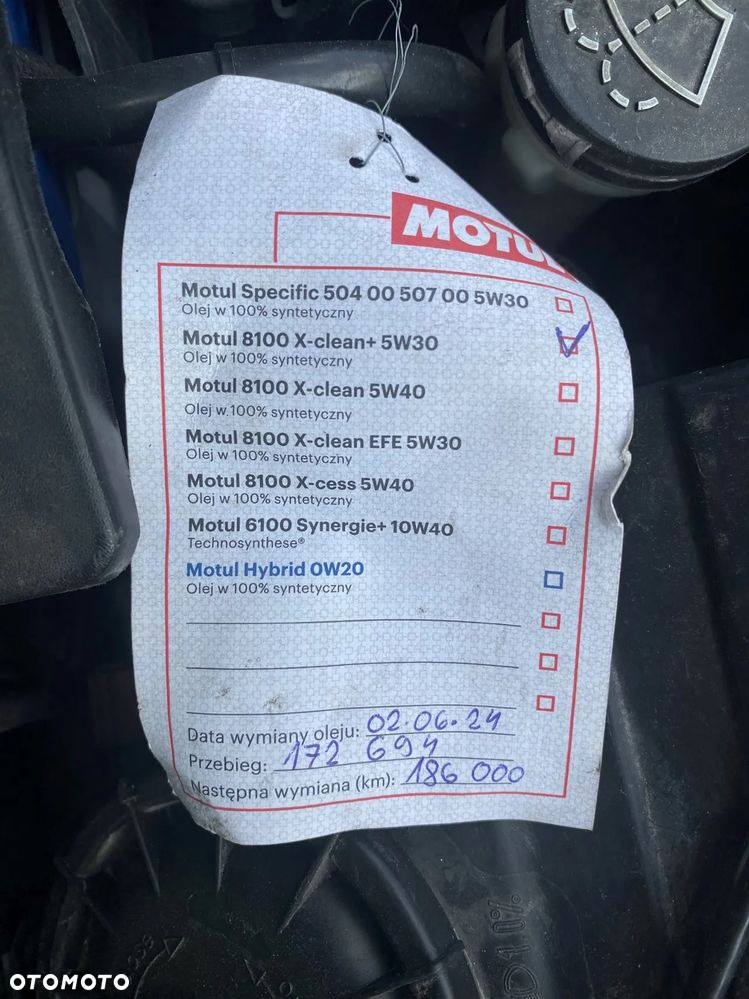 MOTUL
Motul Specific 504 00 507 00 5W30
Olej w 100% syntetyczny
Motul 8100 X-clean+ 5W30
Olej w 100% syntetyczny
Motul 8100 X-clean 5W40
Olej w 100% syntetyczny
Motul 8100 X-clean EFE 5W30
Olej w 100% syntetyczny
Motul 8100 X-cess 5W40
Olej w 100% syntetyczny
Motul 6100 Synergie+ 10W40
Technosynthese®
Motul Hybrid 0W20
Olej w 100% syntetyczny
Data wymiany oleju: 02.06.24
Przebieg: 172 694
Następna wymiana (km): 186 000
OTOMOTO